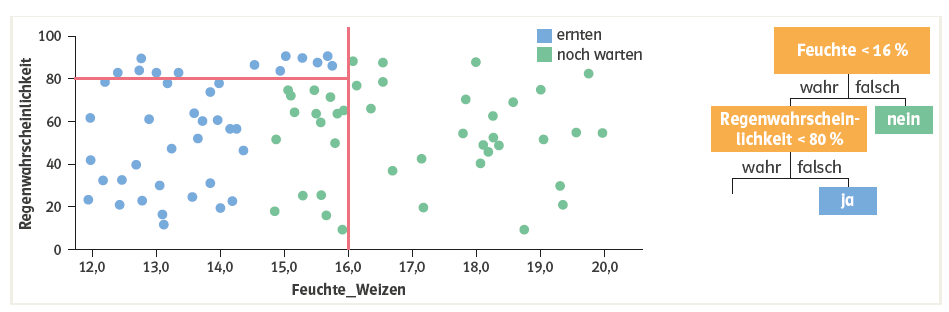 100
80
60
40
20
0
Regenwahrscheinlichkeit
12,0 13,0 14,0 15,0 16,0 17,0 18,0 19,0 20,0
Feuchte_Weizen
ernten
noch warten
Feuchte < 16 %
wahr falsch
Regenwahrschein-
lichkeit < 80 %
nein
wahr falsch
ja